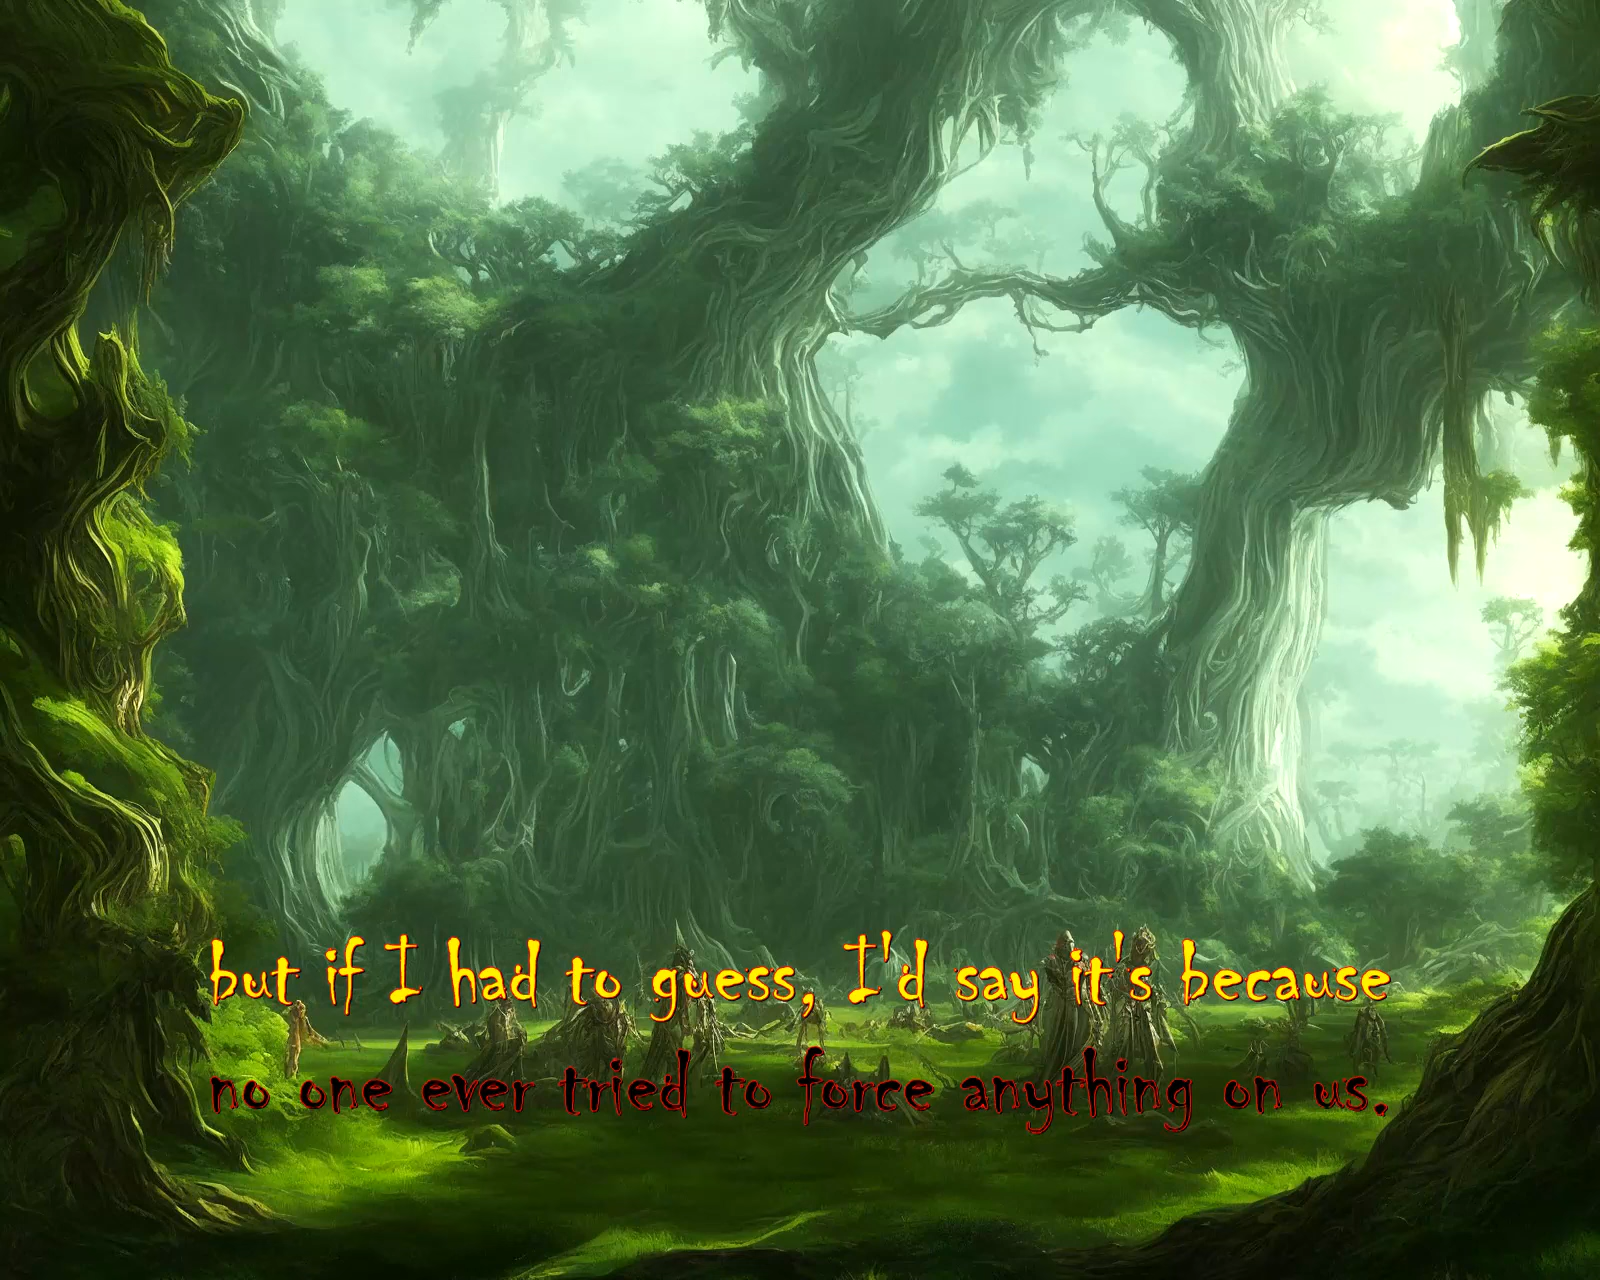 but if I had to guess, I'd say it's because
no one ever tried to force anything on us.